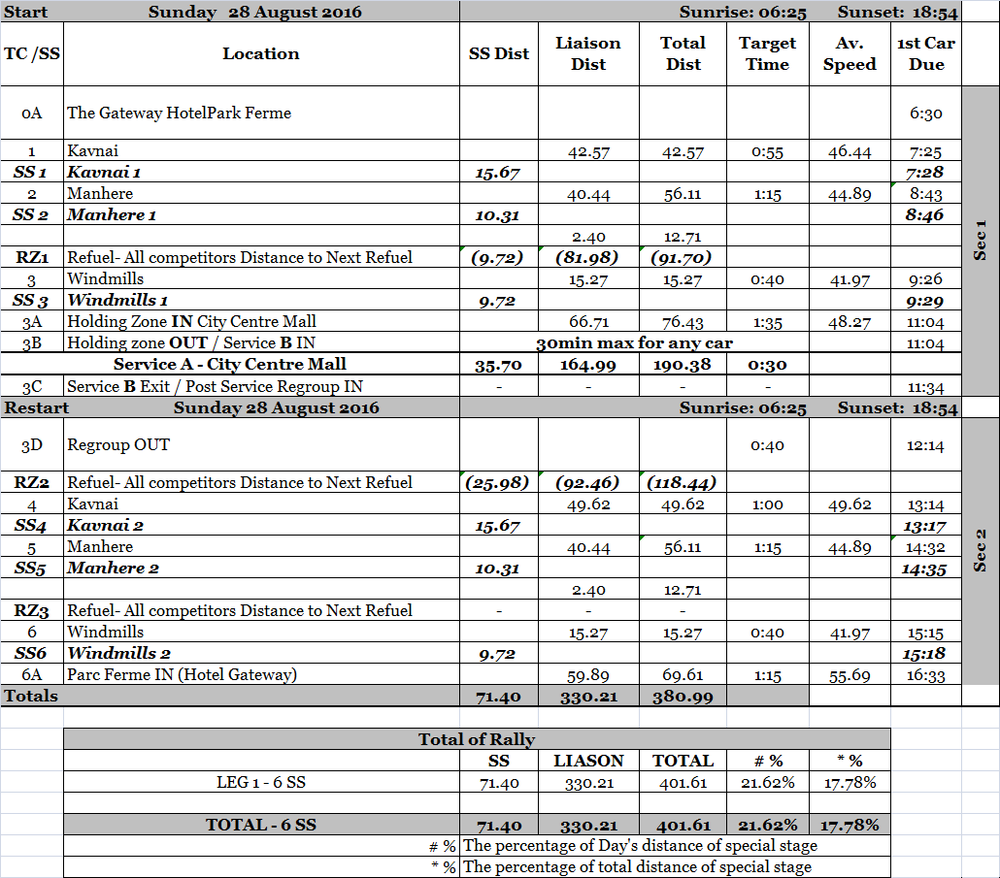 Start Sunday 28 August 2016 Sunrise: 06:25 Sunset: 18:54
TC /SS Location SS Dist Liaison Dist Total Dist Target Time Av. Speed 1st Car Due
0A The Gateway HotelPark Ferme 6:30
1 Kavnai 42.57 42.57 0:55 46.44 7:25
SS 1 Kavnai 1 15.67 7:28
2 Manhere 40.44 56.11 1:15 44.89 8:43
SS 2 Manhere 1 10.31 8:46
2.40 12.71
RZ1 Refuel- All competitors Distance to Next Refuel (9.72) (81.98) (91.70)
3 Windmills 15.27 15.27 0:40 41.97 9:26
SS 3 Windmills 1 9.72 9:29
3A Holding Zone IN City Centre Mall 66.71 76.43 1:35 48.27 11:04
3B Holding zone OUT / Service B IN 30min max for any car 11:04
Service A - City Centre Mall 35.70 164.99 190.38 0:30
3C Service B Exit / Post Service Regroup IN - - - - 11:34
Sec 1
Restart Sunday 28 August 2016 Sunrise: 06:25 Sunset: 18:54
3D Regroup OUT 0:40 12:14
RZ2 Refuel- All competitors Distance to Next Refuel (25.98) (92.46) (118.44)
4 Kavnai 49.62 49.62 1:00 49.62 13:14
SS4 Kavnai 2 15.67 13:17
5 Manhere 40.44 56.11 1:15 44.89 14:32
SS5 Manhere 2 10.31 14:35
2.40 12.71
RZ3 Refuel- All competitors Distance to Next Refuel - - -
6 Windmills 15.27 15.27 0:40 41.97 15:15
SS6 Windmills 2 9.72 15:18
6A Parc Ferme IN (Hotel Gateway) 59.89 69.61 1:15 55.69 16:33
Sec 2
Totals 71.40 330.21 380.99
Total of Rally
SS LIASON TOTAL # % * %
LEG 1 - 6 SS 71.40 330.21 401.61 21.62% 17.78%
TOTAL - 6 SS 71.40 330.21 401.61 21.62% 17.78%
# % The percentage of Day's distance of special stage
* % The percentage of total distance of special stage